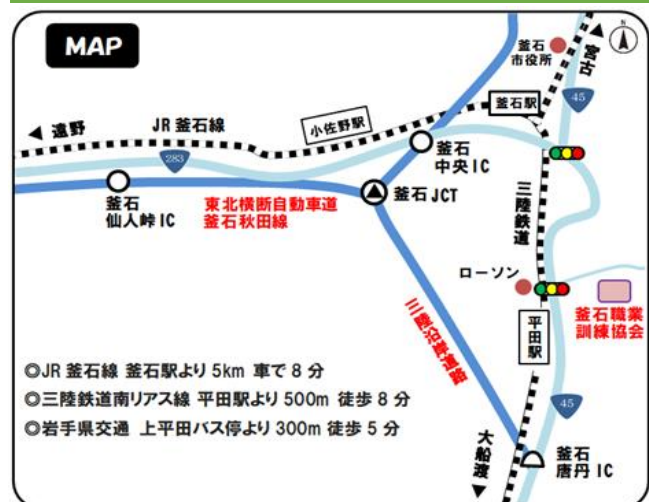 MAP
N
釜石
市役所
宮古
45
遠野
JR 釜石線
小佐野駅
釜石駅
283
釜石
中央 IC
釜石
仙人峠 IC
東北横断自動車道
釜石秋田線
釜石 JCT
三陸鉄道
ローソン
釜石職業
訓練協会
平田駅
三陸沿岸道路
45
◎JR 釜石線 釜石駅より 5km 車で 8 分
◎三陸鉄道南リアス線 平田駅より 500m 徒歩 8 分
◎岩手県交通 上平田バス停より 300m 徒歩 5 分
大船渡
釜石
唐丹 IC